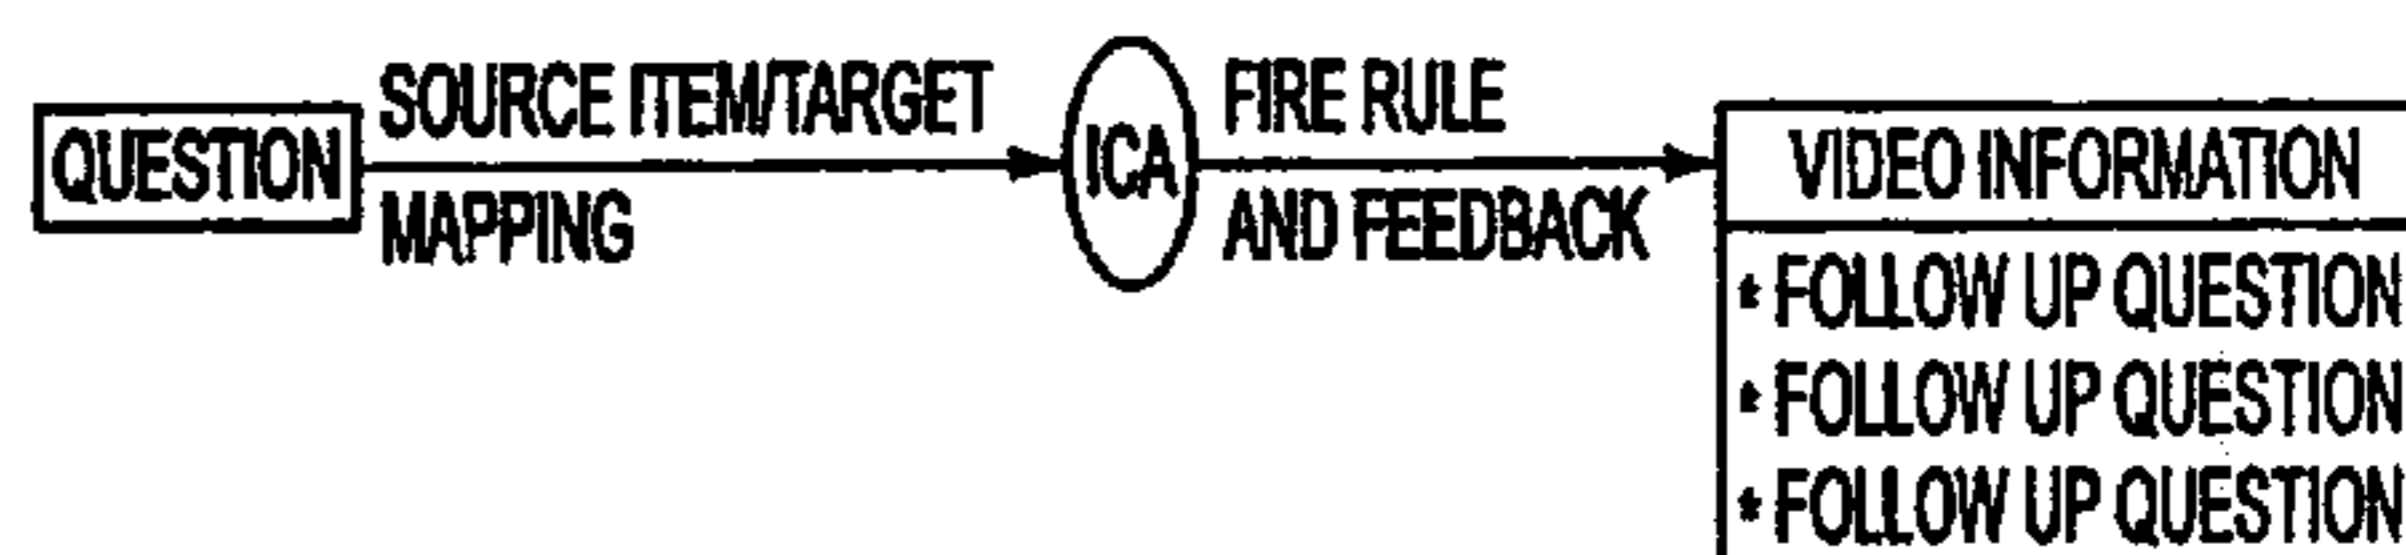 QUESTION
SOURCE ITEM/TARGET
MAPPING
ICA
FIRE RULE
AND FEEDBACK
VIDEO INFORMATION
* FOLLOW UP QUESTION
* FOLLOW UP QUESTION
* FOLLOW UP QUESTION